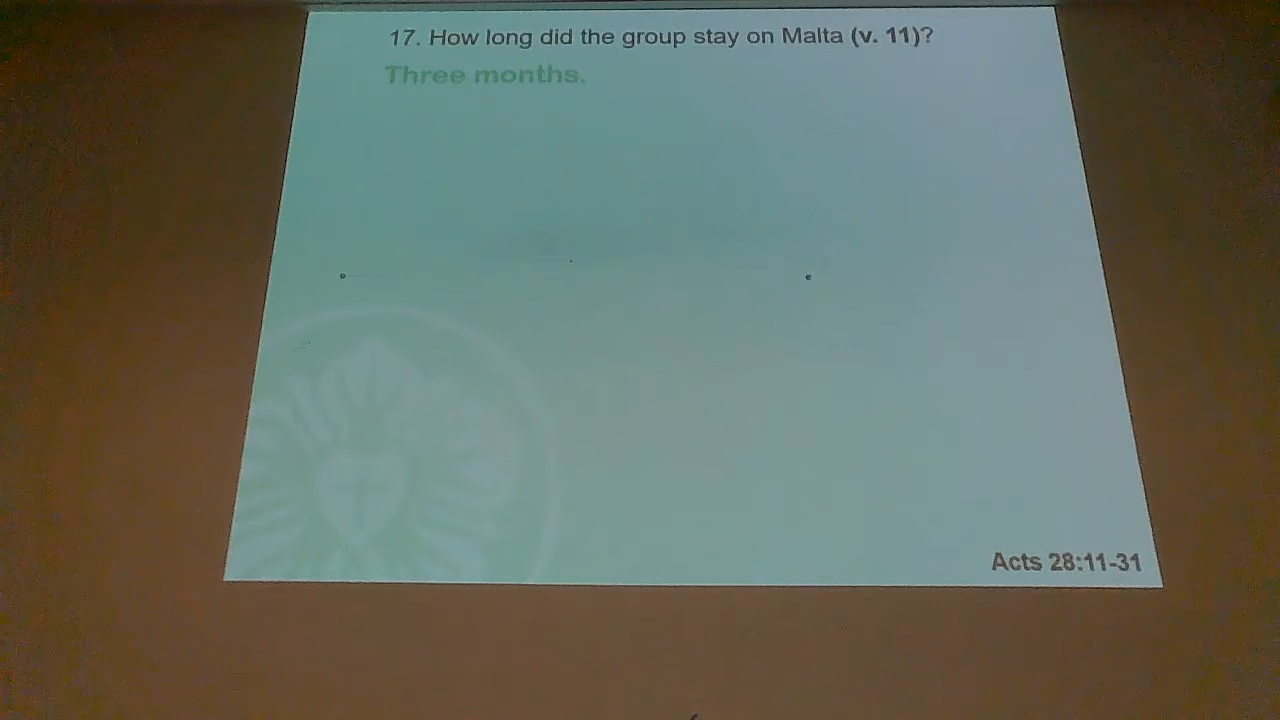 17. How long did the group stay on Malta (v. 11)?
Three months.
Acts 28:11-31